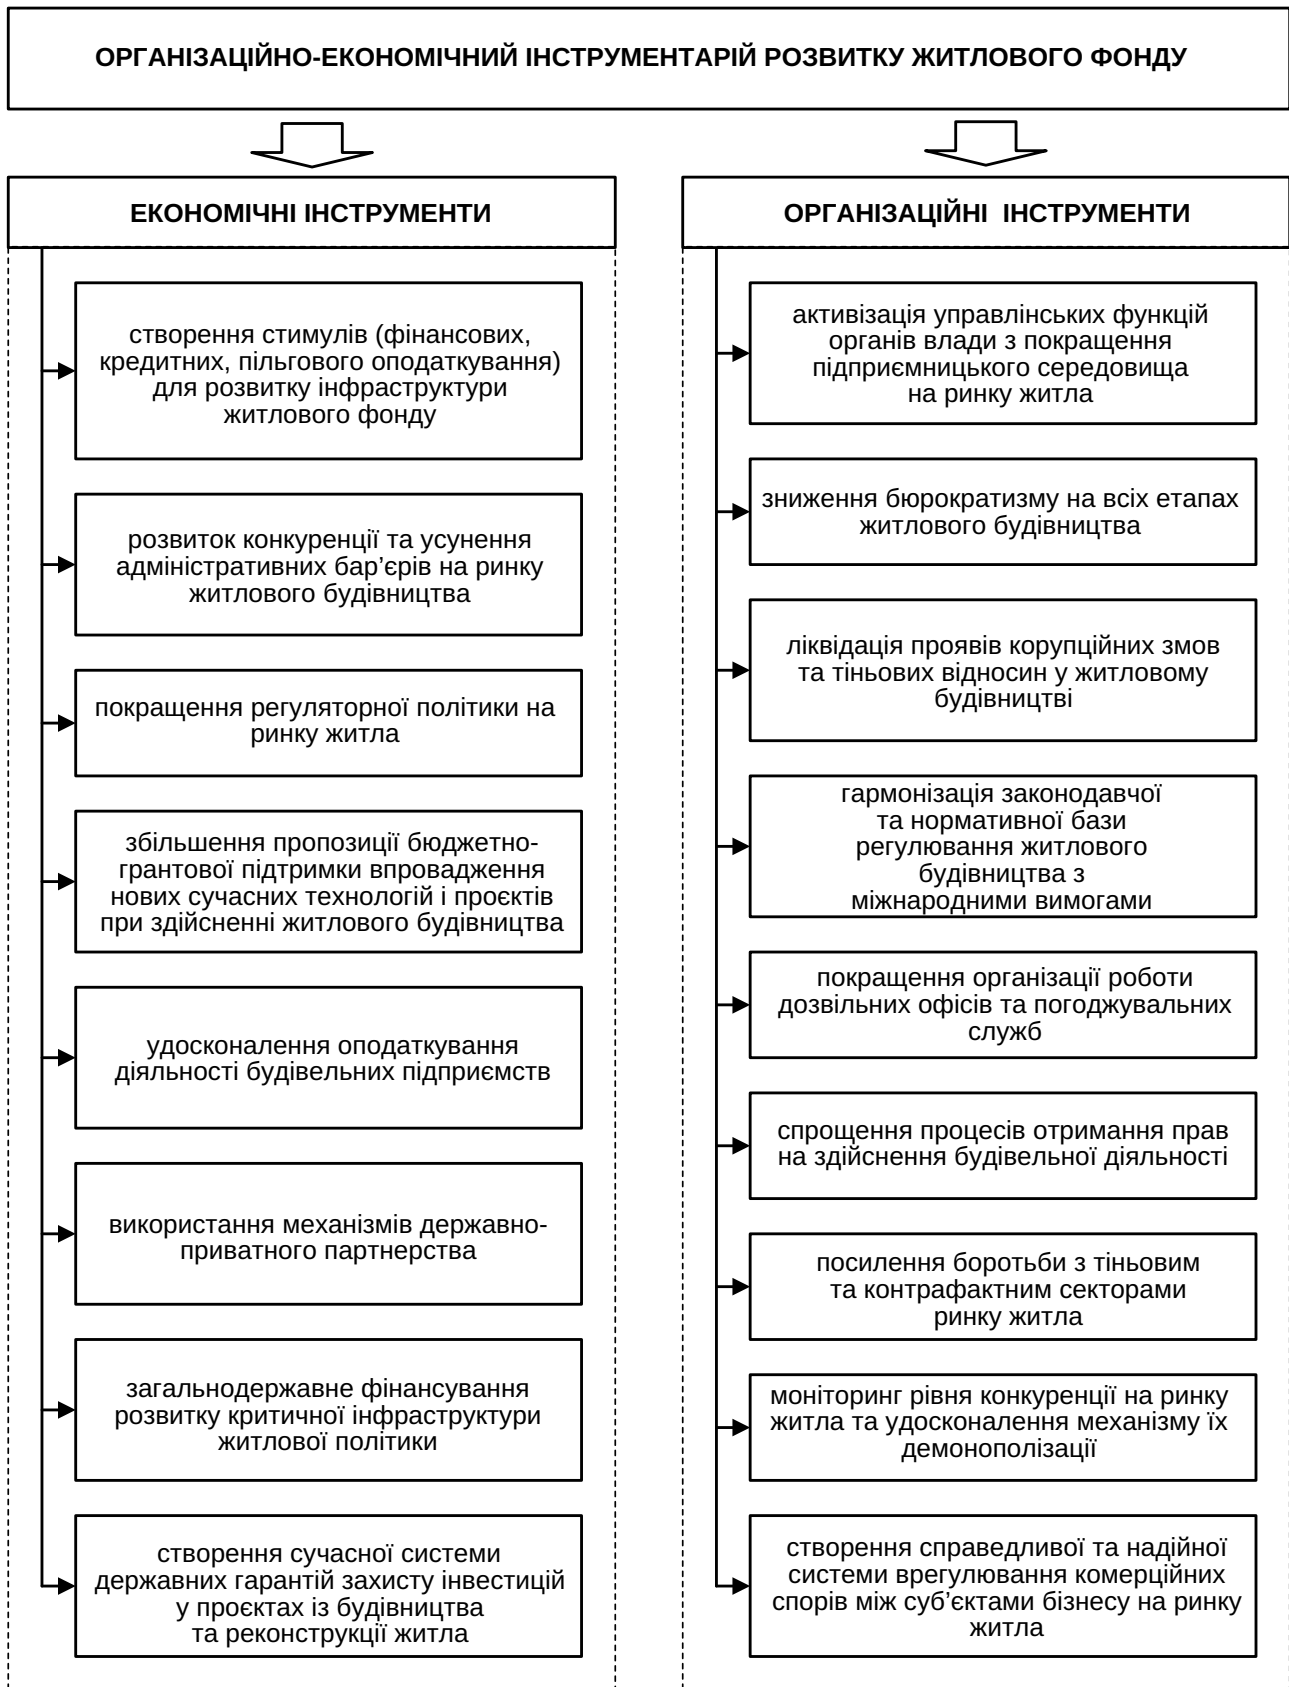 ОРГАНІЗАЦІЙНО-ЕКОНОМІЧНИЙ ІНСТРУМЕНТАРІЙ РОЗВИТКУ ЖИТЛОВОГО ФОНДУ
ЕКОНОМІЧНІ ІНСТРУМЕНТИ
створення стимулів (фінансових,
кредитних, пільгового оподаткування)
для розвитку інфраструктури
житлового фонду
розвиток конкуренції та усунення
адміністративних бар’єрів на ринку
житлового будівництва
покращення регуляторної політики на
ринку житла
збільшення пропозиції бюджетно-
грантової підтримки впровадження
нових сучасних технологій і проєктів
при здійсненні житлового будівництва
удосконалення оподаткування
діяльності будівельних підприємств
використання механізмів державно-
приватного партнерства
загальнодержавне фінансування
розвитку критичної інфраструктури
житлової політики
створення сучасної системи
державних гарантій захисту інвестицій
у проєктах із будівництва
та реконструкції житла
ОРГАНІЗАЦІЙНІ ІНСТРУМЕНТИ
активізація управлінських функцій
органів влади з покращення
підприємницького середовища
на ринку житла
зниження бюрократизму на всіх етапах
житлового будівництва
ліквідація проявів корупційних змов
та тіньових відносин у житловому
будівництві
гармонізація законодавчої
та нормативної бази
регулювання житлового
будівництва з
міжнародними вимогами
покращення організації роботи
дозвільних офісів та погоджувальних
служб
спрощення процесів отримання прав
на здійснення будівельної діяльності
посилення боротьби з тіньовим
та контрафактним секторами
ринку житла
моніторинг рівня конкуренції на ринку
житла та удосконалення механізму їх
демонополізації
створення справедливої та надійної
системи врегулювання комерційних
спорів між суб’єктами бізнесу на ринку
житла